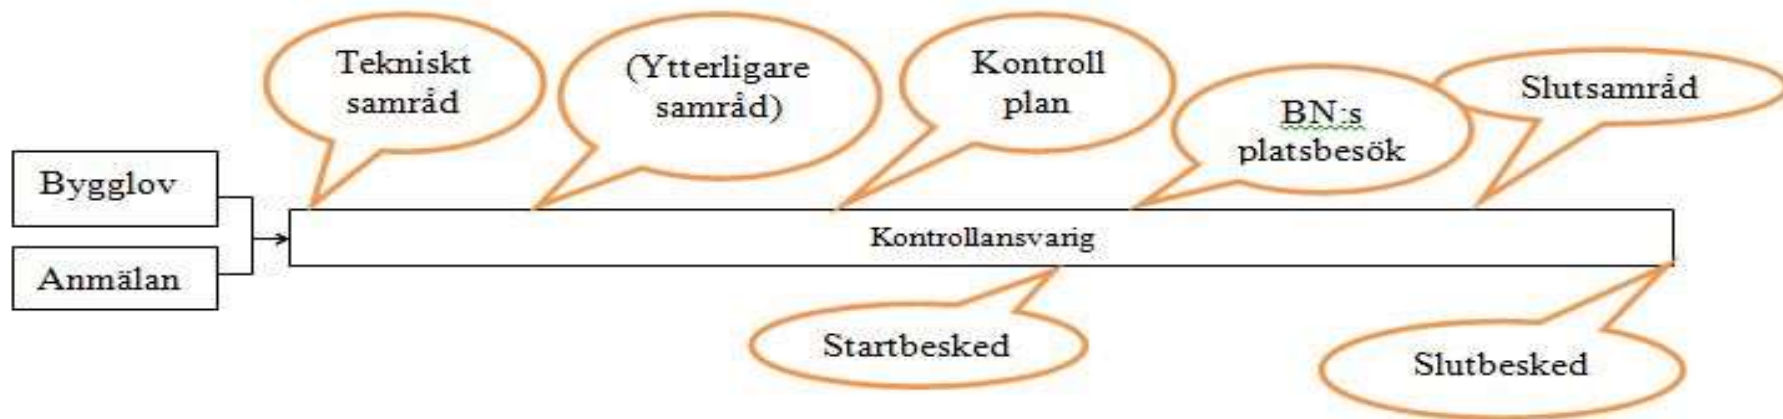 Tekniskt
samråd
(Ytterligare
samråd)
Kontroll
plan
BN:s
platsbesök
Slutsamråd
Bygglov
Anmälan
Kontrollansvarig
Startbesked
Slutbesked